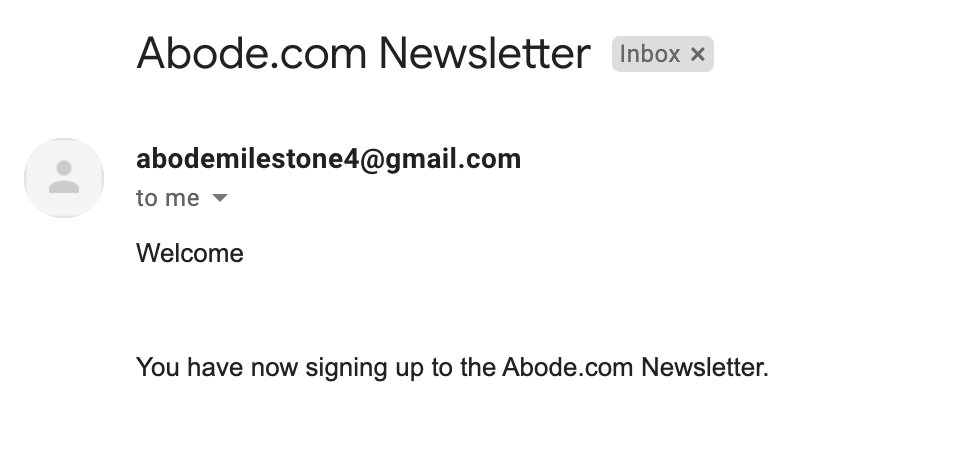 Abode.com Newsletter Inbox ×
abodemilestone4@gmail.com
to me
Welcome
You have now signing up to the Abode.com Newsletter.